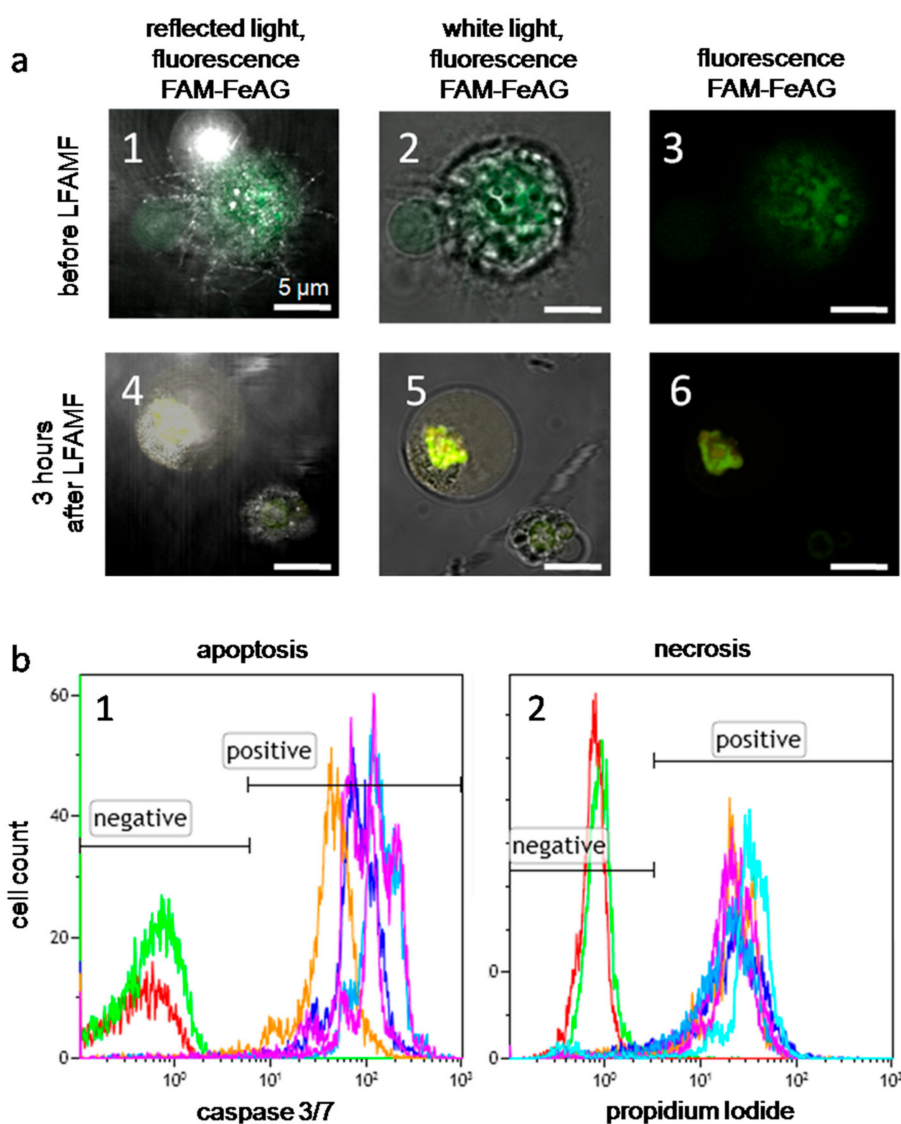 a
reflected light,
fluorescence
FAM-FeAG
white light,
fluorescence
FAM-FeAG
fluorescence
FAM-FeAG
before LFAMF
1
5 µm
2
3
3 hours
after LFAMF
4
5
6
b
apoptosis
necrosis
cell count
60
40
20
0
1
positive
negative
10⁰
10¹
10²
10³
caspase 3/7
2
positive
negative
0
0
10⁰
10¹
10²
10³
propidium Iodide